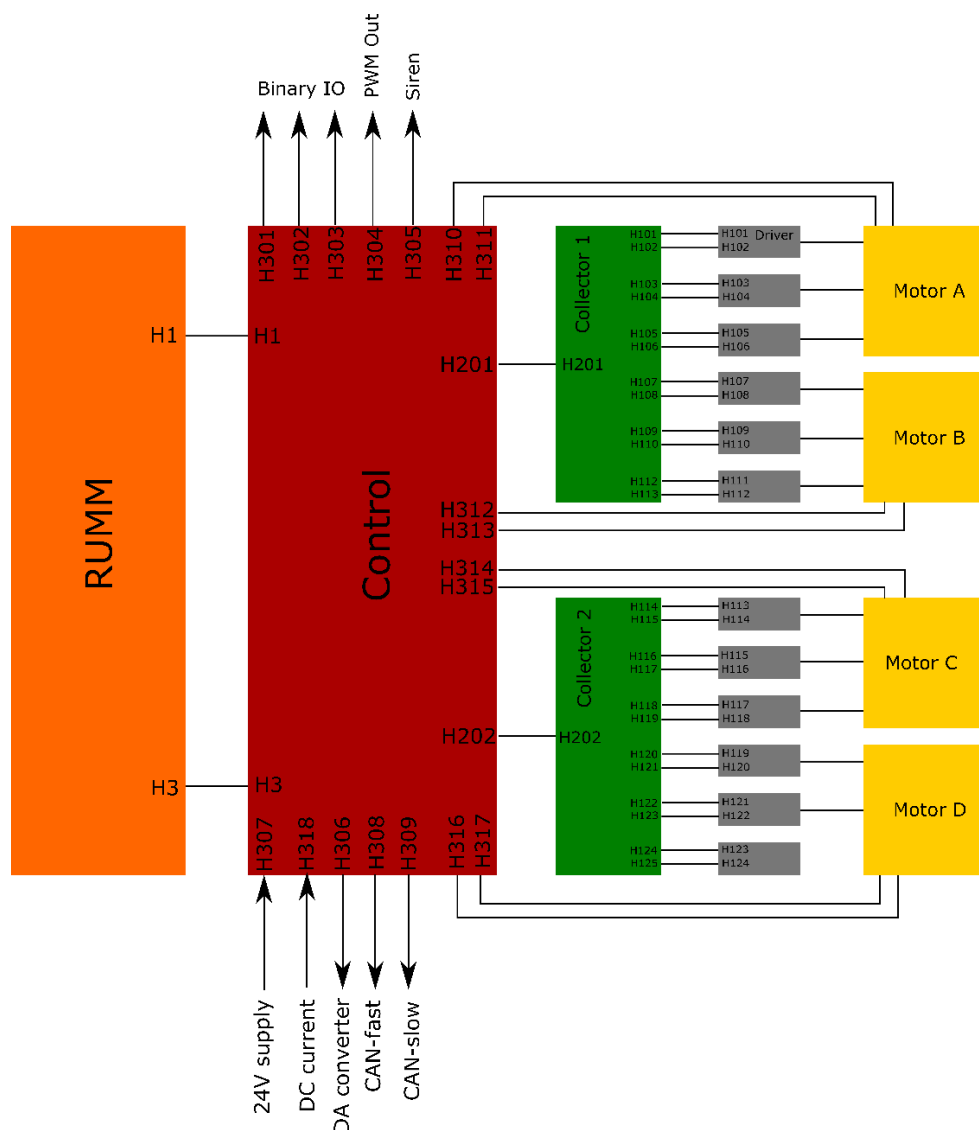 Binary IO
PWM Out
Siren
H301
H302
H303
H304
H305
H310
H311
RUMM
H1
H3
Control
H1
H3
H201
H312
H313
H314
H315
H202
H307
H318
H306
H308
H309
H316
H317
24V supply
DC current
DA converter
CAN-fast
CAN-slow
Collector 1
H201
H101
H102
H103
H104
H105
H106
H107
H108
H109
H110
H112
H113
H101 Driver
H102
H103
H104
H105
H106
H107
H108
H109
H110
H111
H112
Motor A
Motor B
Collector 2
H202
H114
H115
H116
H117
H118
H119
H120
H121
H122
H123
H124
H125
H113
H114
H115
H116
H117
H118
H119
H120
H121
H122
H123
H124
Motor C
Motor D